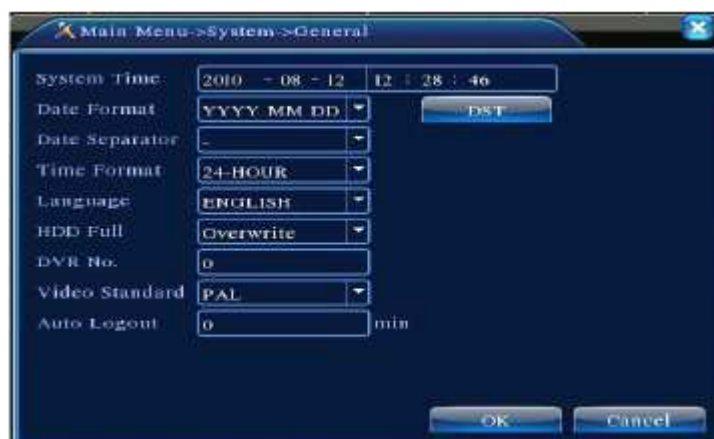 Main Menu->System->General
System Time 2010 - 08 - 12 12 : 28 : 46
Date Format YYYY MM DD DST
Date Separator -
Time Format 24-HOUR
Language ENGLISH
HDD Full Overwrite
DVR No. 0
Video Standard PAL
Auto Logout 0 min
OK Cancel